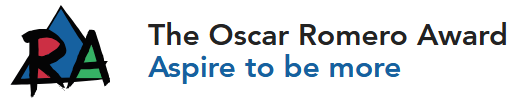 RA
The Oscar Romero Award
Aspire to be more